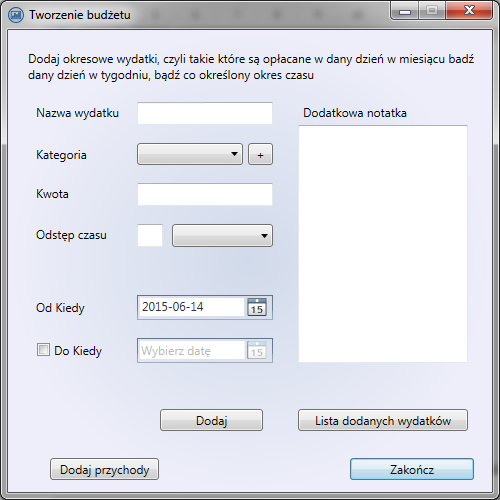 Tworzenie budżetu
Dodaj okresowe wydatki, czyli takie które są opłacane w dany dzień w miesiącu badź
dany dzień w tygodniu, bądź co określony okres czasu
Nazwa wydatku
Dodatkowa notatka
Kategoria
+
Kwota
Odstęp czasu
Od Kiedy
2015-06-14
15
Do Kiedy
Wybierz datę
15
Dodaj
Lista dodanych wydatków
Dodaj przychody
Zakończ